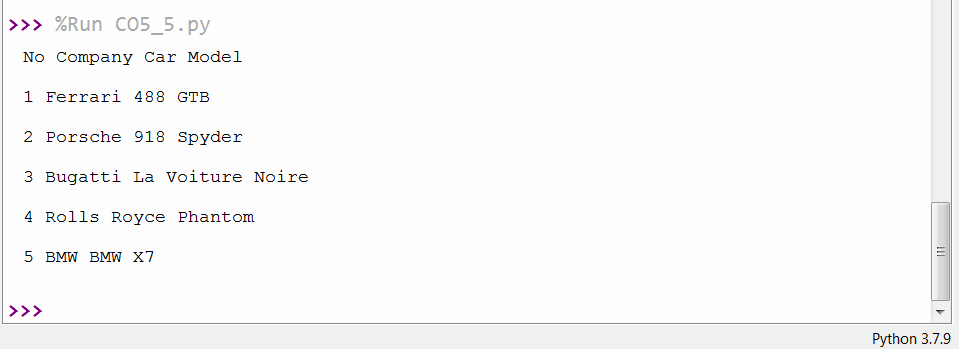 >>> %Run CO5_5.py
No Company Car Model
1 Ferrari 488 GTB
2 Porsche 918 Spyder
3 Bugatti La Voiture Noire
4 Rolls Royce Phantom
5 BMW BMW X7
>>>
Python 3.7.9